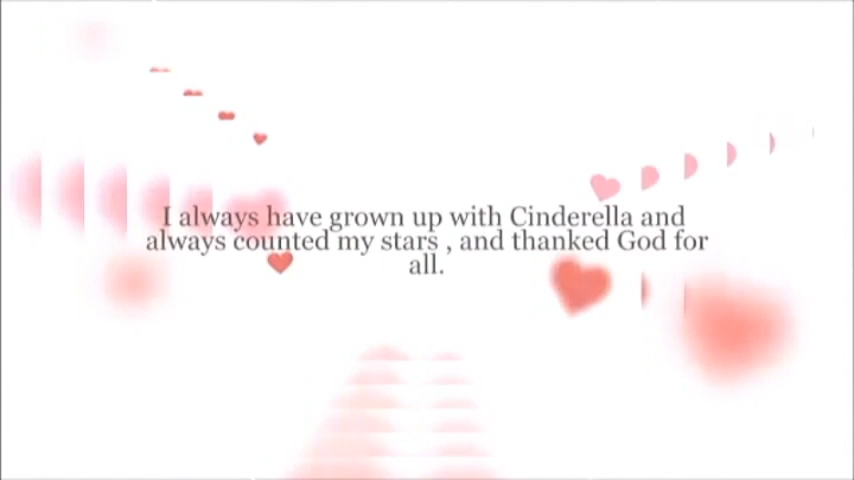 I always have grown up with Cinderella and
always counted my stars , and thanked God for
all.